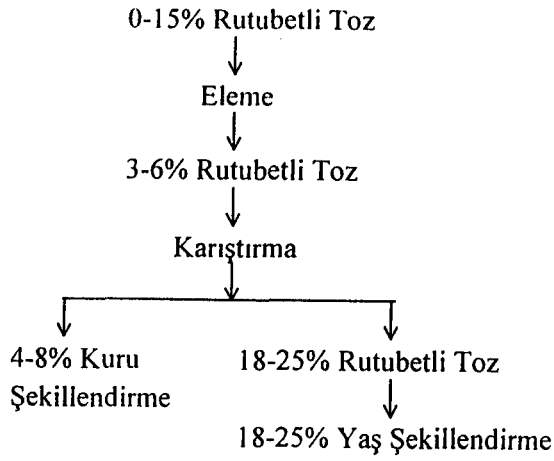 0-15% Rutubetli Toz
Eleme
3-6% Rutubetli Toz
Karıştırma
4-8% Kuru
Şekillendirme
18-25% Rutubetli Toz
18-25% Yaş Şekillendirme